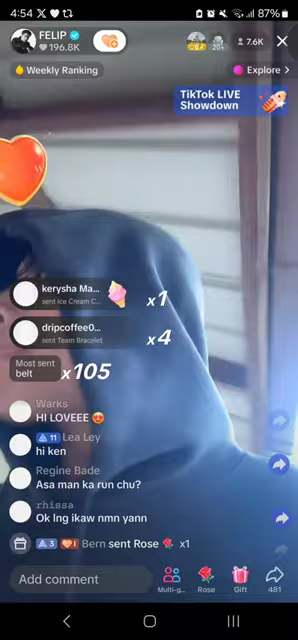 4:54
87%
FELIP
196.8K
20+
7.6K
Weekly Ranking
Explore >
TikTok LIVE
Showdown
kerysha Ma...
sent Ice Cream C...
x1
dripcoffee0...
sent Team Bracelet
x4
Most sent
belt
x105
Warks
HI LOVEEE 😍
11 Lea Ley
hi ken
Regine Bade
Asa man ka run chu?
rhissa
Ok lng ikaw nmn yann
3 1 Bern sent Rose 🌹 x1
Add comment
Multi-g...
Rose
Gift
481